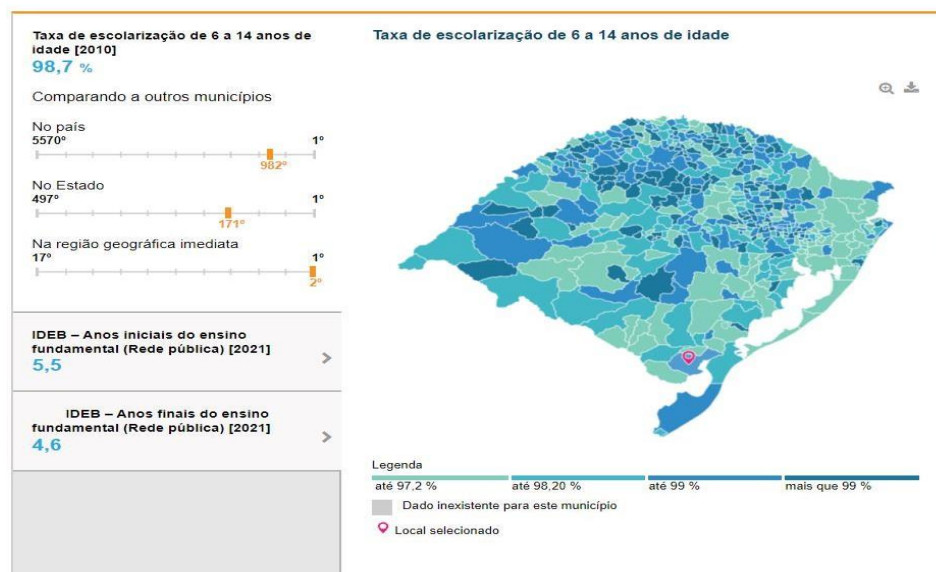 Taxa de escolarização de 6 a 14 anos de
idade [2010]
98,7 %
Comparando a outros municípios
No país
5570º 1º
982º
No Estado
497º 1º
171º
Na região geográfica imediata
17º 1º
2º
IDEB – Anos iniciais do ensino
fundamental (Rede pública) [2021]
5,5
IDEB – Anos finais do ensino
fundamental (Rede pública) [2021]
4,6
Taxa de escolarização de 6 a 14 anos de idade
Legenda
até 97,2 % até 98,20 % até 99 % mais que 99 %
Dado inexistente para este município
Local selecionado